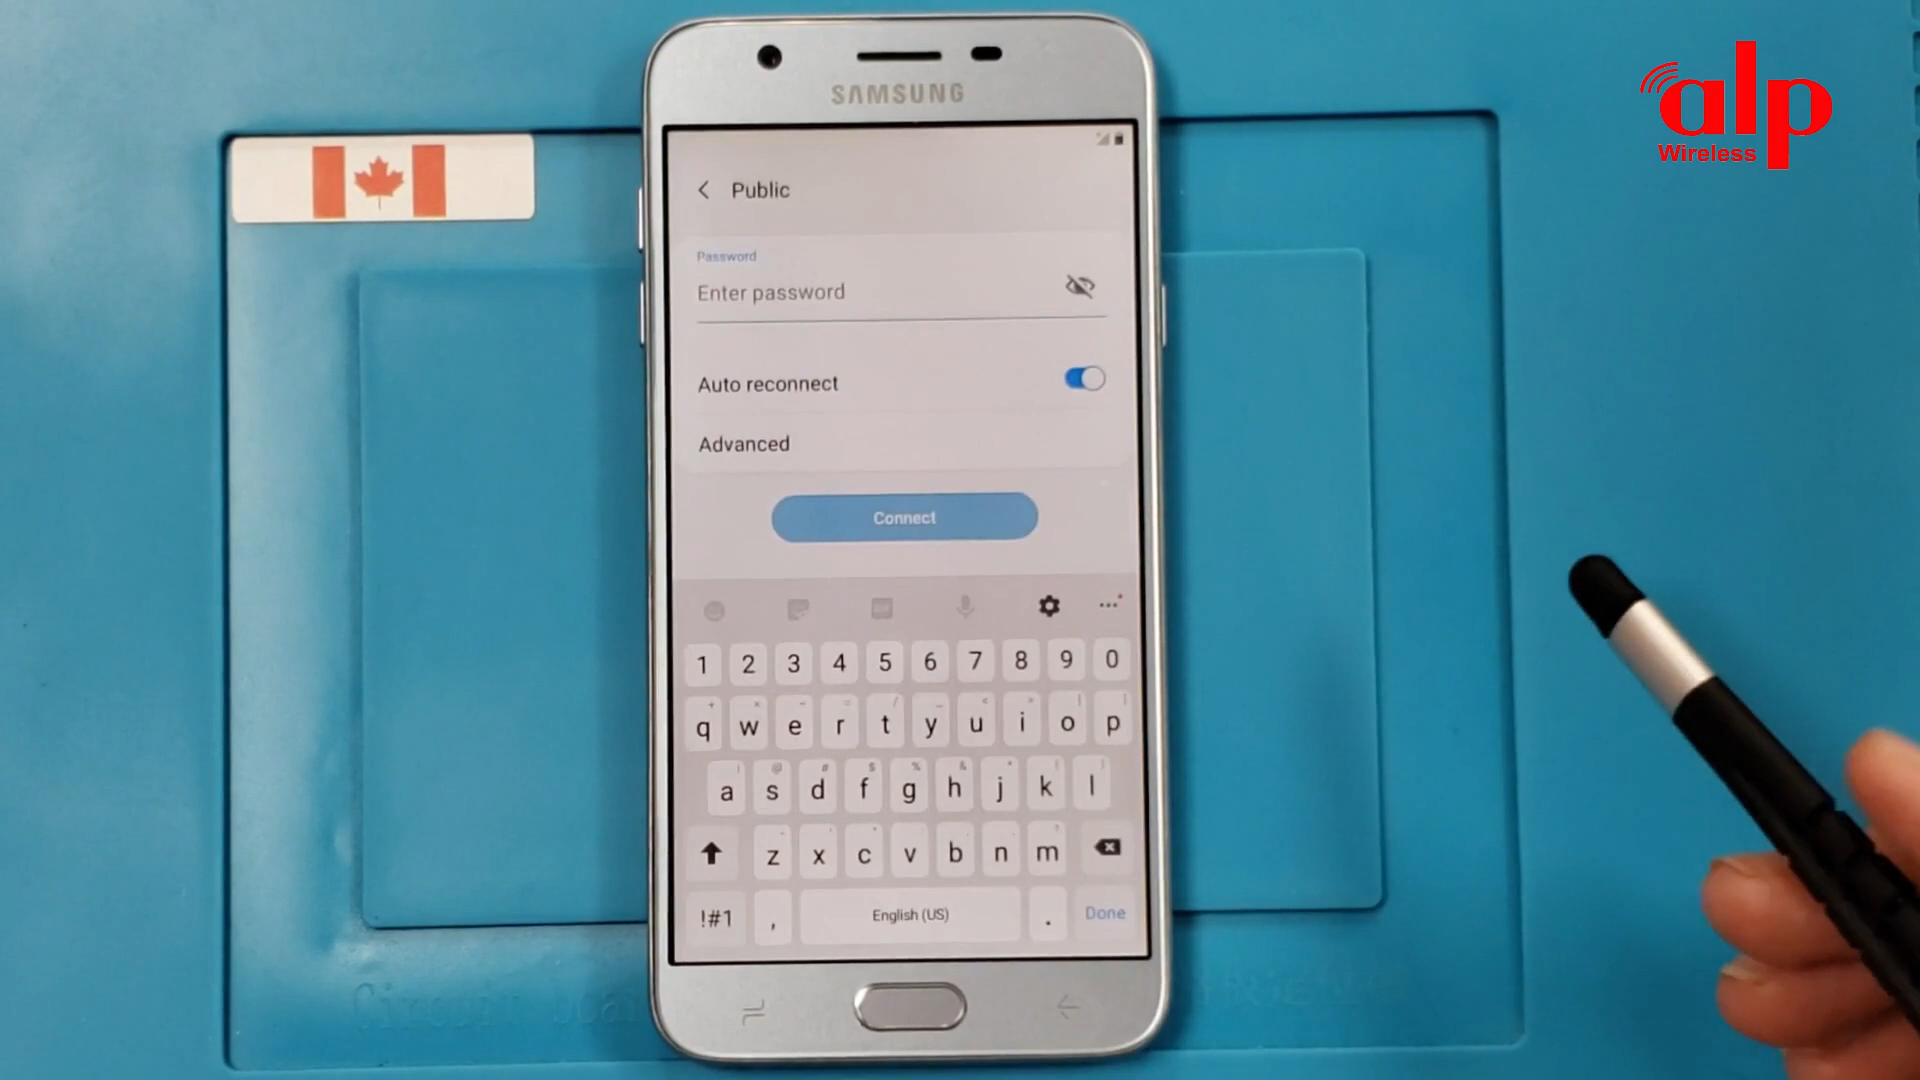 alp
Wireless
SAMSUNG
Public
Password
Enter password
Auto reconnect
Advanced
Connect
1 2 3 4 5 6 7 8 9 0
q w e r t y u i o p
a s d f g h j k l
z x c v b n m
!#1 , English (US) . Done